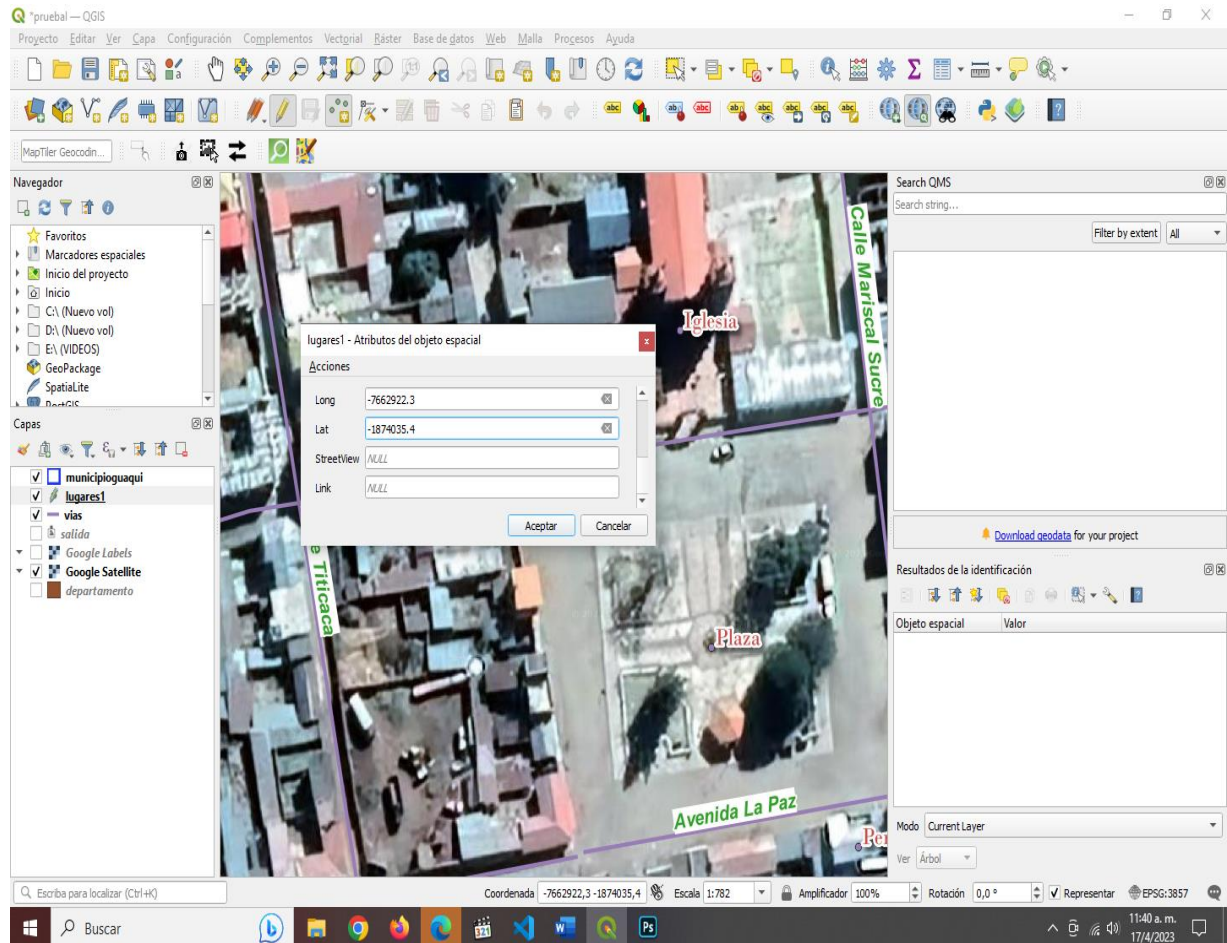 *pruebal — QGIS
Proyecto Editar Ver Capa Configuración Complementos Vectorial Ráster Base de datos Web Malla Procesos Ayuda
MapTiler Geocodin...
Navegador
Favoritos
Marcadores espaciales
Inicio del proyecto
Inicio
C:\ (Nuevo vol)
D:\ (Nuevo vol)
E:\ (VIDEOS)
GeoPackage
SpatiaLite
PostGIS
Capas
municipioguaqui
lugares1
vias
salida
Google Labels
Google Satellite
departamento
Calle Mariscal Sucre
Iglesia
lugares1 - Atributos del objeto espacial
Acciones
Long -7662922.3
Lat -1874035.4
StreetView NULL
Link NULL
Aceptar Cancelar
Titicaca
Plaza
Avenida La Paz
Search QMS
Search string...
Filter by extent All
Download geodata for your project
Resultados de la identificación
Objeto espacial Valor
Modo Current Layer
Ver Árbol
Escriba para localizar (Ctrl+K)
Coordenada -7662922,3 -1874035,4 Escala 1:782 Amplificador 100% Rotación 0,0 ° Representar EPSG:3857
Buscar
11:40 a. m.
17/4/2023